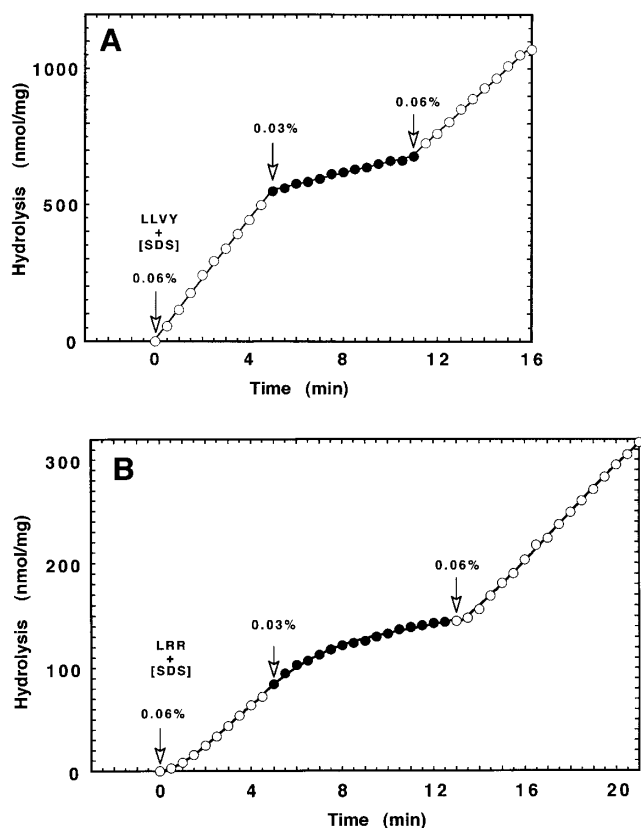 A
1000
500
0
Hydrolysis (nmol/mg)
LLVY
+
[SDS]
0.06%
0.03%
0.06%
0 4 8 12 16
Time (min)
B
300
200
100
0
Hydrolysis (nmol/mg)
LRR
+
[SDS]
0.06%
0.03%
0.06%
0 4 8 12 16 20
Time (min)